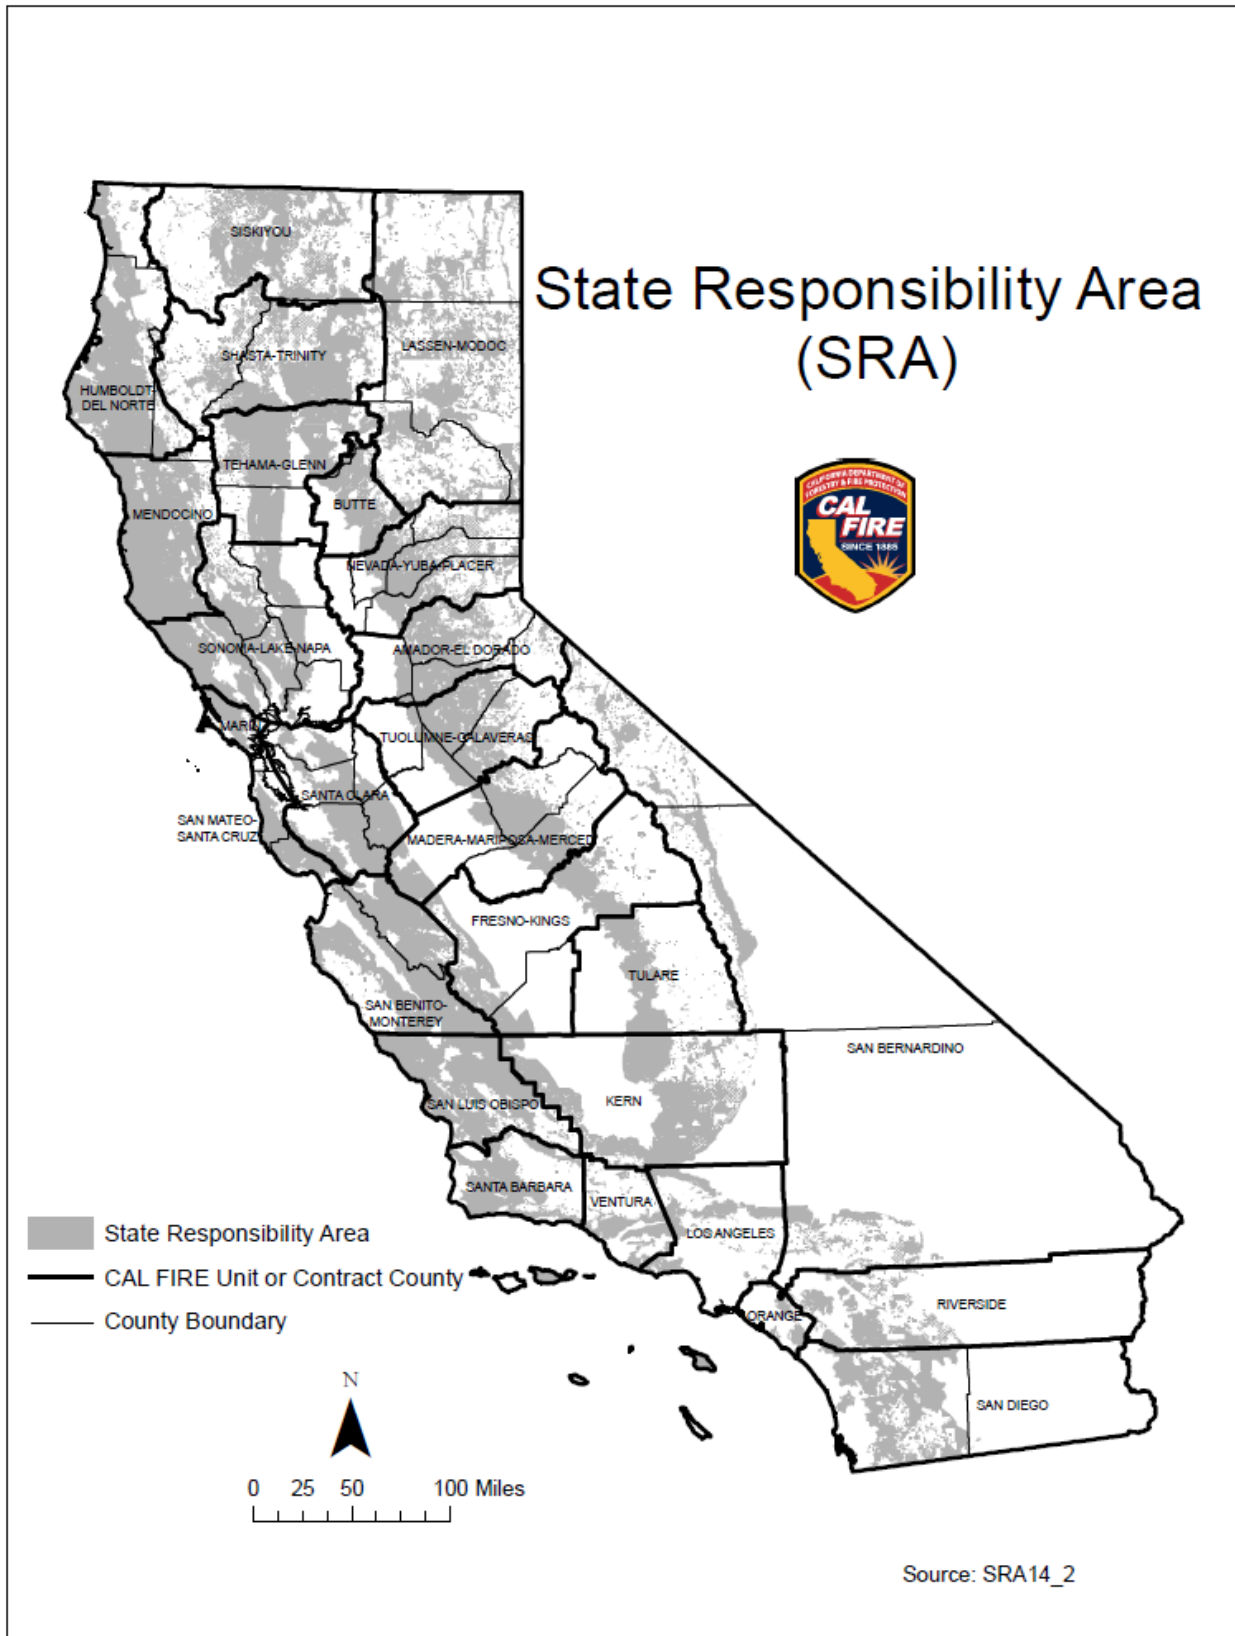 State Responsibility Area
(SRA)
CALIFORNIA DEPARTMENT OF
FORESTRY & FIRE PROTECTION
CAL
FIRE
SINCE 1885
SISKIYOU
SHASTA-TRINITY
LASSEN-MODOC
HUMBOLDT-
DEL NORTE
TEHAMA-GLENN
BUTTE
MENDOCINO
NEVADA-YUBA-PLACER
SONOMA-LAKE-NAPA
AMADOR-EL DORADO
MARIN
TUOLUMNE-CALAVERAS
SANTA CLARA
SAN MATEO-
SANTA CRUZ
MADERA-MARIPOSA-MERCED
FRESNO-KINGS
TULARE
SAN BENITO-
MONTEREY
SAN BERNARDINO
KERN
SAN LUIS OBISPO
SANTA BARBARA
VENTURA
LOS ANGELES
ORANGE
RIVERSIDE
SAN DIEGO
State Responsibility Area
CAL FIRE Unit or Contract County
County Boundary
N
0 25 50 100 Miles
Source: SRA14_2